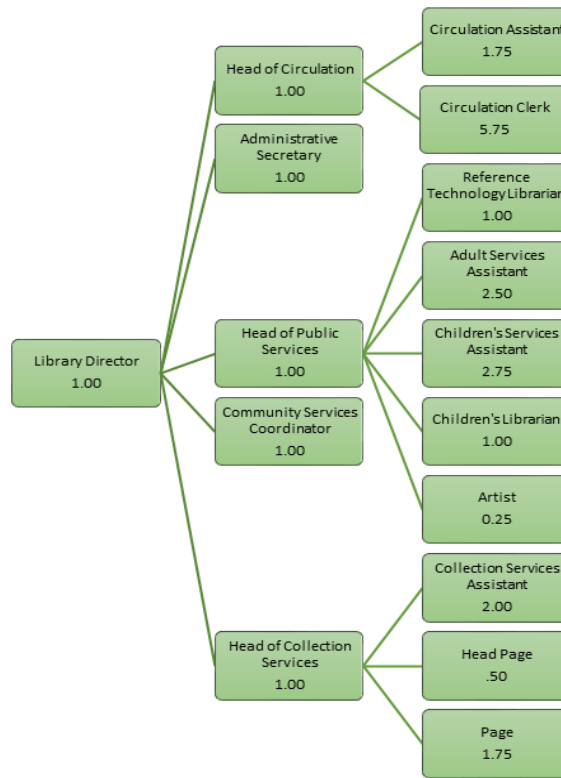 Library Director
1.00
Head of Circulation
1.00
Circulation Assistant
1.75
Circulation Clerk
5.75
Administrative
Secretary
1.00
Head of Public
Services
1.00
Reference
Technology Librarian
1.00
Adult Services
Assistant
2.50
Children's Services
Assistant
2.75
Children's Librarian
1.00
Artist
0.25
Community Services
Coordinator
1.00
Head of Collection
Services
1.00
Collection Services
Assistant
2.00
Head Page
.50
Page
1.75